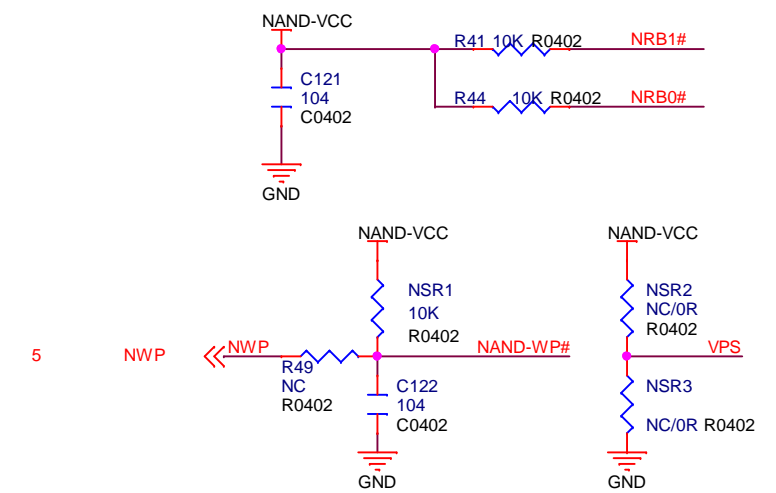 NAND-VCC
R41 10K R0402 NRB1#
C121
104
C0402
R44 10K R0402 NRB0#
GND
NAND-VCC
NAND-VCC
NSR1
10K
R0402
NSR2
NC/0R
R0402
5 NWP NWP
NAND-WP#
VPS
R49
NC
R0402
C122
104
C0402
NSR3
NC/0R R0402
GND
GND